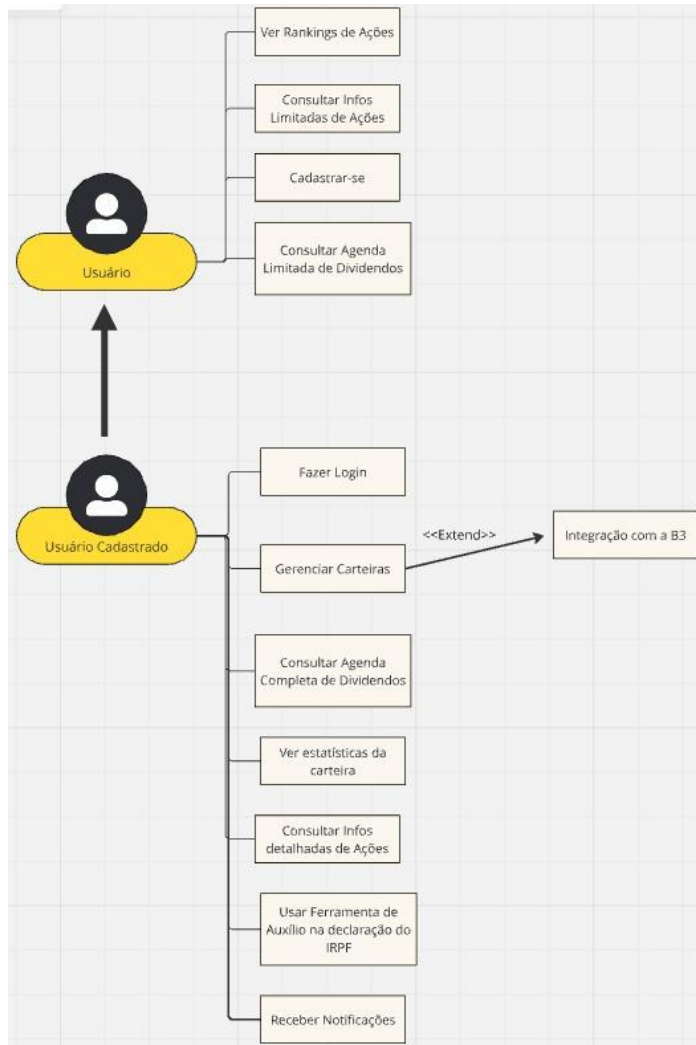 Ver Rankings de Ações
Consultar Infos
Limitadas de Ações
Cadastrar-se
Consultar Agenda
Limitada de Dividendos
Usuário
Fazer Login
Usuário Cadastrado
<<Extend>>
Integração com a B3
Gerenciar Carteiras
Consultar Agenda
Completa de Dividendos
Ver estatísticas da
carteira
Consultar Infos
detalhadas de Ações
Usar Ferramenta de
Auxílio na declaração do
IRPF
Receber Notificações